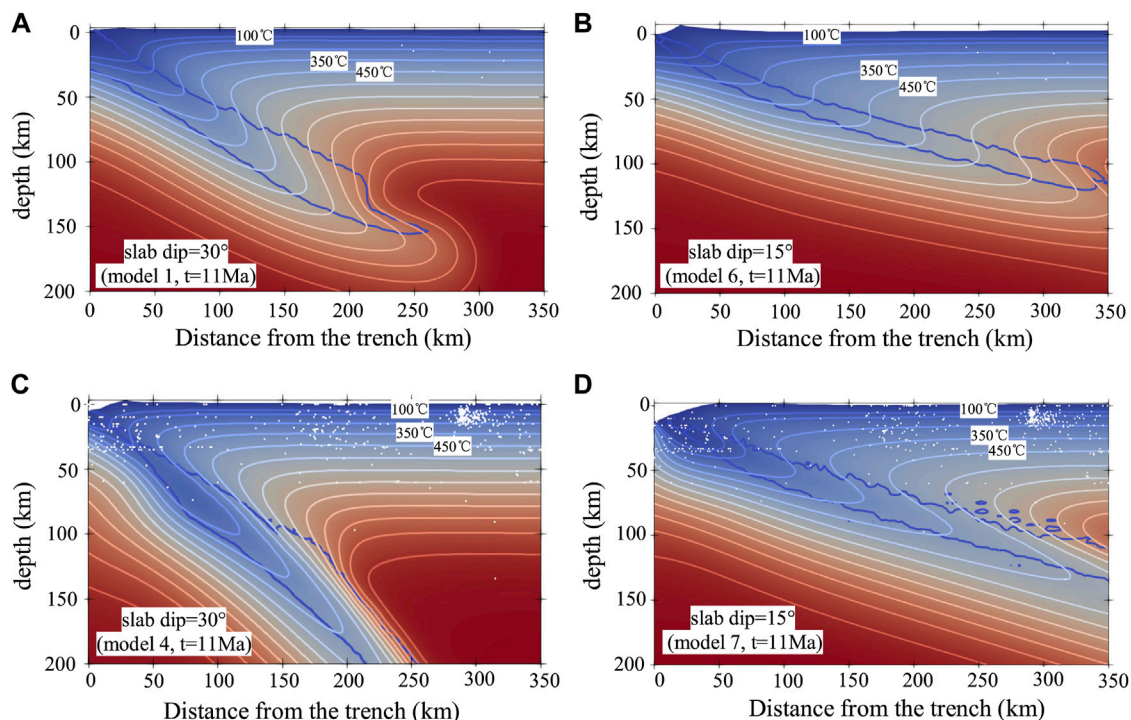 A
0
50
100
150
200
depth (km)
100℃
350℃
450℃
slab dip=30°
(model 1, t=11Ma)
0 50 100 150 200 250 300 350
Distance from the trench (km)
B
0
50
100
150
200
depth (km)
100℃
350℃
450℃
slab dip=15°
(model 6, t=11Ma)
0 50 100 150 200 250 300 350
Distance from the trench (km)
C
0
50
100
150
200
depth (km)
100℃
350℃
450℃
slab dip=30°
(model 4, t=11Ma)
0 50 100 150 200 250 300 350
Distance from the trench (km)
D
0
50
100
150
200
depth (km)
100℃
350℃
450℃
slab dip=15°
(model 7, t=11Ma)
0 50 100 150 200 250 300 350
Distance from the trench (km)